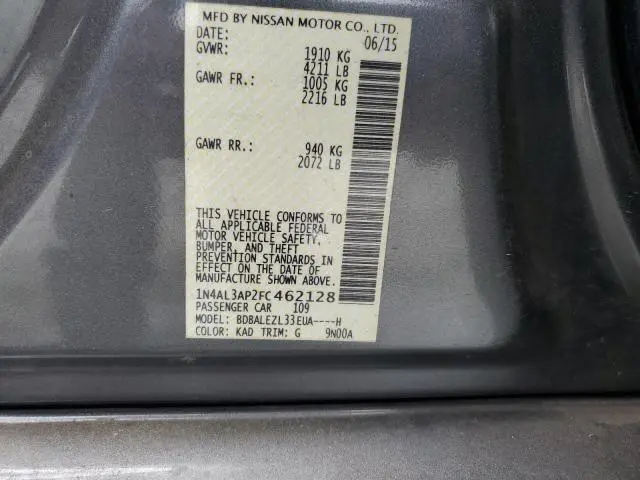 MFD BY NISSAN MOTOR CO., LTD.
DATE: 06/15
GVWR: 1910 KG
4211 LB
GAWR FR.: 1005 KG
2216 LB
GAWR RR.: 940 KG
2072 LB
THIS VEHICLE CONFORMS TO
ALL APPLICABLE FEDERAL
MOTOR VEHICLE SAFETY,
BUMPER, AND THEFT
PREVENTION STANDARDS IN
EFFECT ON THE DATE OF
MANUFACTURE SHOWN ABOVE.
1N4AL3AP2FC462128
PASSENGER CAR 109
MODEL: BDBALEZL33EUA----H
COLOR: KAD TRIM: G 9N00A